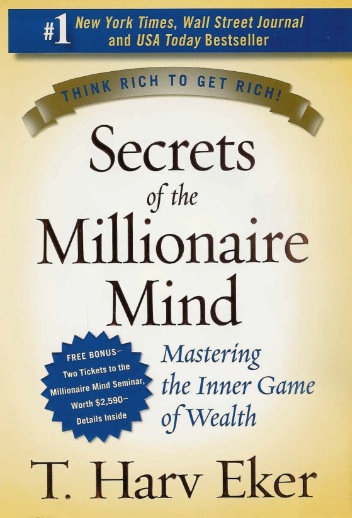 #1 New York Times, Wall Street Journal
and USA Today Bestseller
THINK RICH TO GET RICH!
Secrets
of the
Millionaire
Mind
FREE BONUS–
Two Tickets to the
Millionaire Mind Seminar,
Worth $2,590–
Details Inside
Mastering
the Inner Game
of Wealth
T. Harv Eker